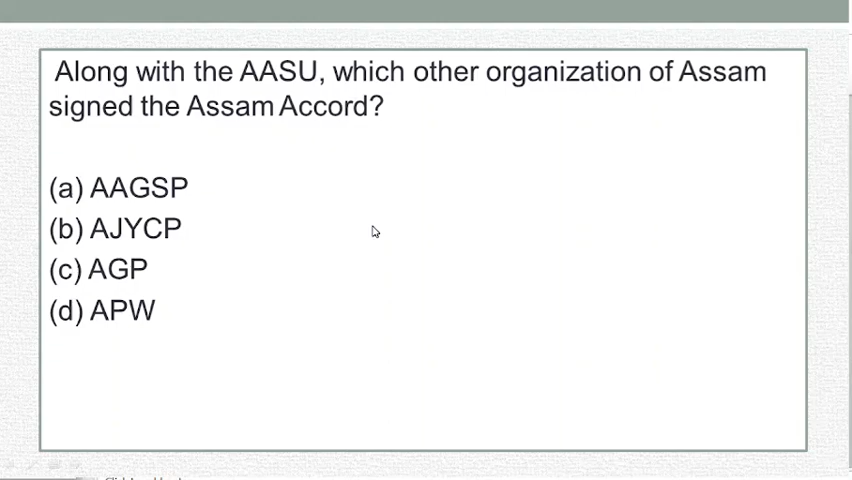 Along with the AASU, which other organization of Assam
signed the Assam Accord?
(a) AAGSP
(b) AJYCP
(c) AGP
(d) APW